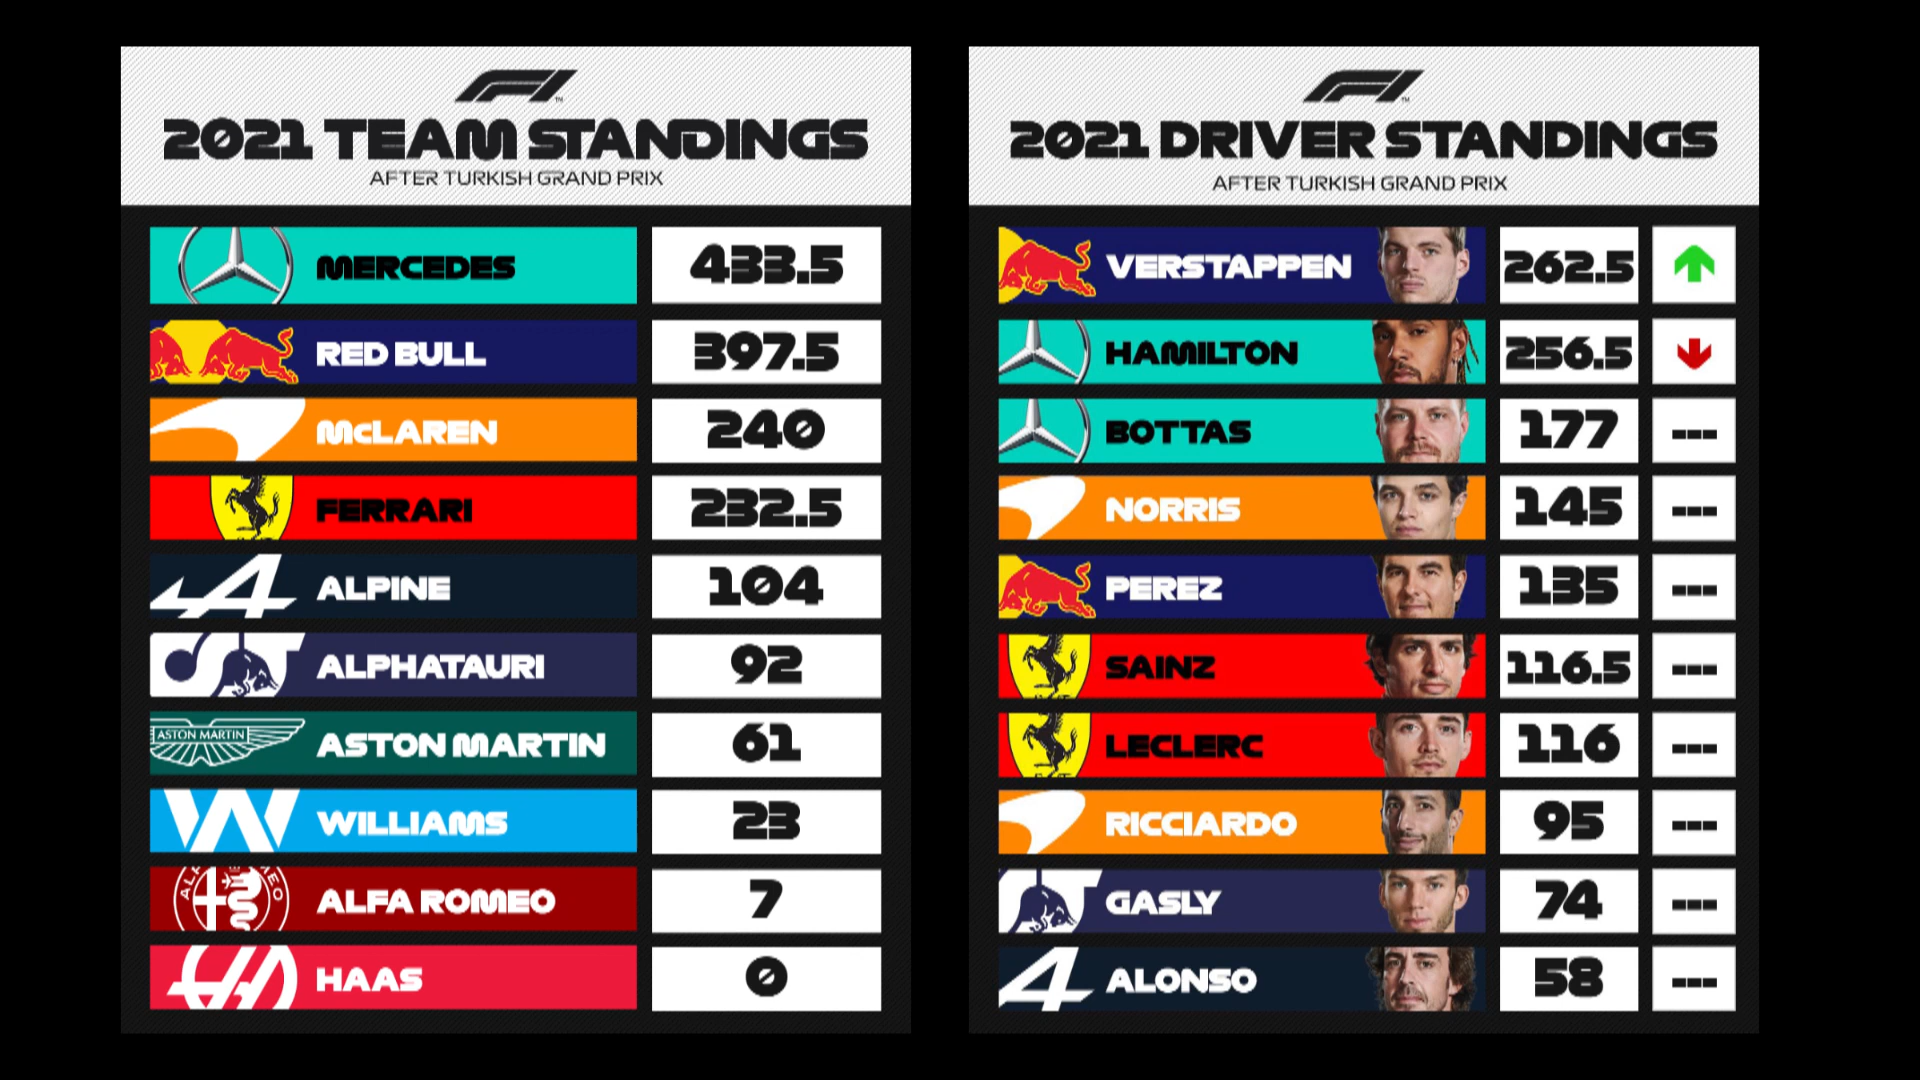 F1
2021 TEAM STANDINGS
AFTER TURKISH GRAND PRIX
MERCEDES 433.5
RED BULL 397.5
McLAREN 240
FERRARI 232.5
ALPINE 104
ALPHATAURI 92
ASTON MARTIN ASTON MARTIN 61
WILLIAMS 23
ALFA ROMEO 7
HAAS 0
F1
2021 DRIVER STANDINGS
AFTER TURKISH GRAND PRIX
VERSTAPPEN 262.5
HAMILTON 256.5
BOTTAS 177 ---
NORRIS 145 ---
PEREZ 135 ---
SAINZ 116.5 ---
LECLERC 116 ---
RICCIARDO 95 ---
GASLY 74 ---
ALONSO 58 ---